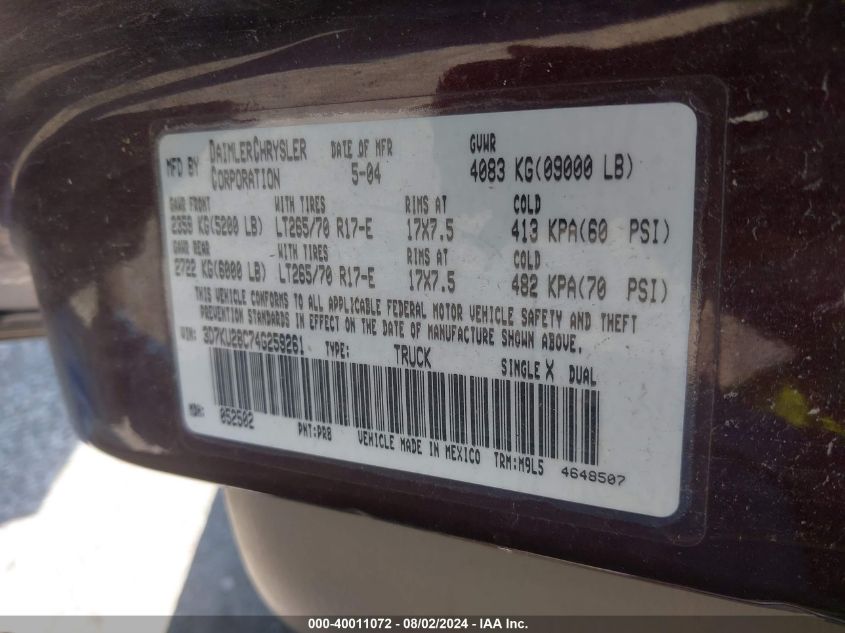 MFD BY DAIMLERCHRYSLER CORPORATION DATE OF MFR 5-04 GVWR 4083 KG(09000 LB)
GAWR FRONT WITH TIRES RIMS AT COLD
2359 KG(5200 LB) LT265/70 R17-E 17X7.5 413 KPA(60 PSI)
GAWR REAR WITH TIRES RIMS AT COLD
2722 KG(6000 LB) LT265/70 R17-E 17X7.5 482 KPA(70 PSI)
THIS VEHICLE CONFORMS TO ALL APPLICABLE FEDERAL MOTOR VEHICLE SAFETY AND THEFT
PREVENTION STANDARDS IN EFFECT ON THE DATE OF MANUFACTURE SHOWN ABOVE.
VIN: 3D7KU28C74G259261 TYPE: TRUCK SINGLE X DUAL
MDH: 052502 PNT:PR8 VEHICLE MADE IN MEXICO TRM:M9L5 4648507
000-40011072 - 08/02/2024 - IAA Inc.